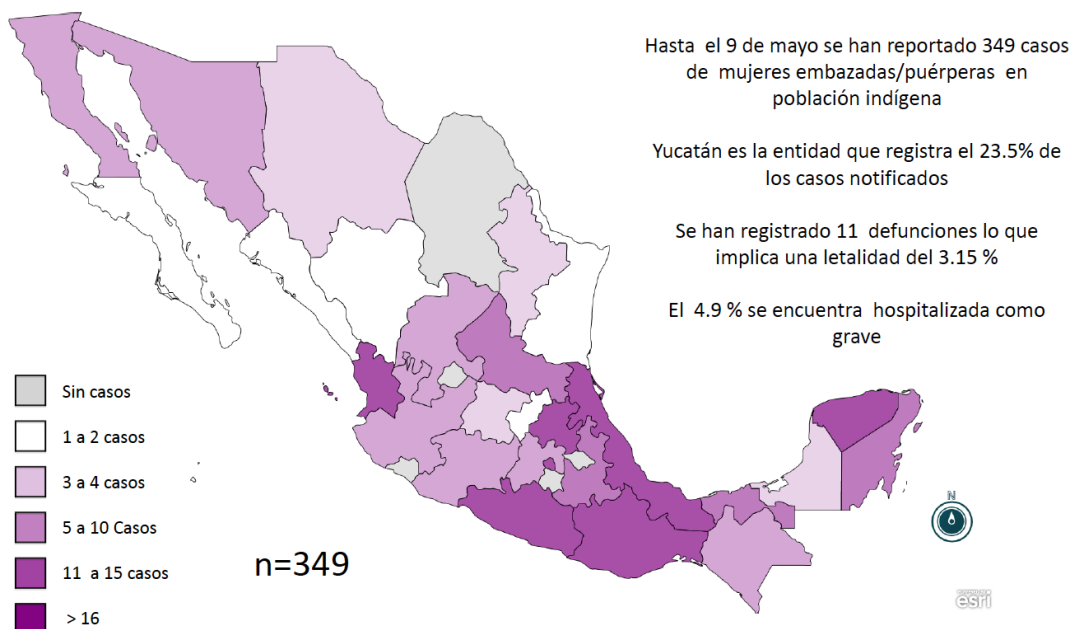 Hasta el 9 de mayo se han reportado 349 casos
de mujeres embazadas/puérperas en
población indígena
Yucatán es la entidad que registra el 23.5% de
los casos notificados
Se han registrado 11 defunciones lo que
implica una letalidad del 3.15 %
El 4.9 % se encuentra hospitalizada como
grave
Sin casos
1 a 2 casos
3 a 4 casos
5 a 10 Casos
11 a 15 casos
> 16
n=349
N
esri